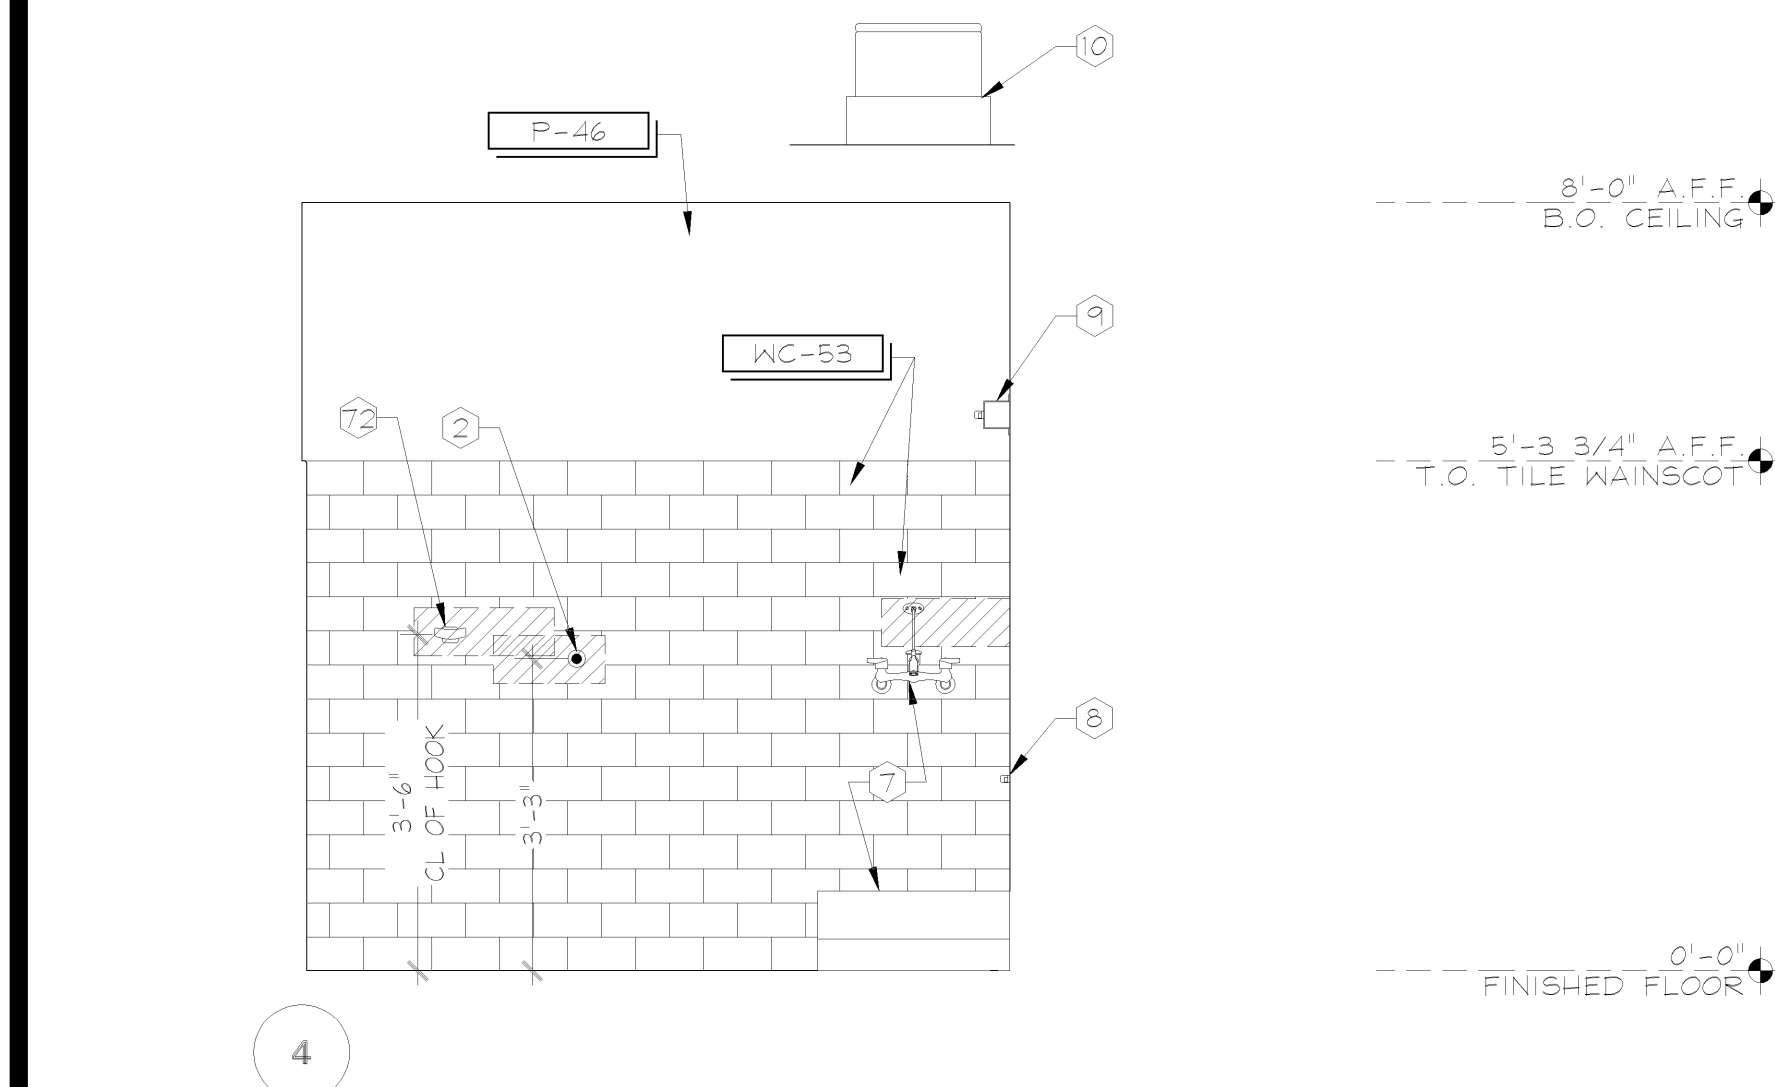 10
P-46
8'-0" A.F.F.
B.O. CEILING
9
WC-53
72
2
5'-3 3/4" A.F.F.
T.O. TILE WAINSCOT
8
7
3'-6"
CL OF HOOK
3'-3"
0'-0"
FINISHED FLOOR
4